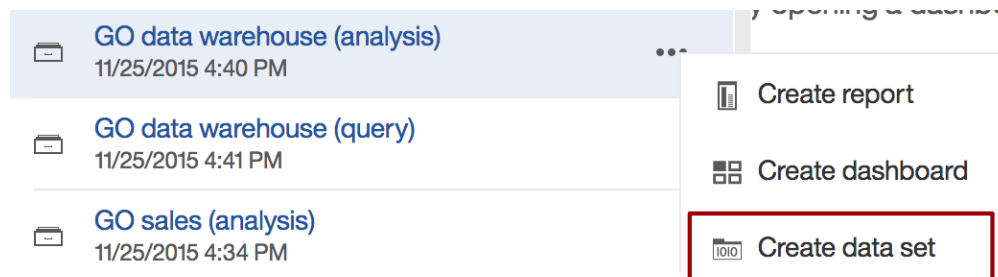 y opening a
GO data warehouse (analysis)
11/25/2015 4:40 PM
Create report
GO data warehouse (query)
11/25/2015 4:41 PM
Create dashboard
GO sales (analysis)
11/25/2015 4:34 PM
IOIO
Create data set